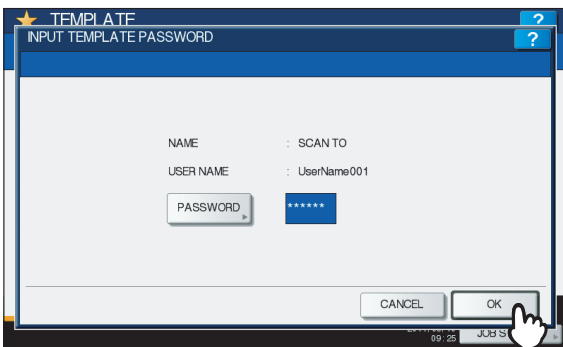 TEMPLATE ?
INPUT TEMPLATE PASSWORD ?
NAME : SCAN TO
USER NAME : UserName001
PASSWORD ******
CANCEL OK
09:25 JOB S